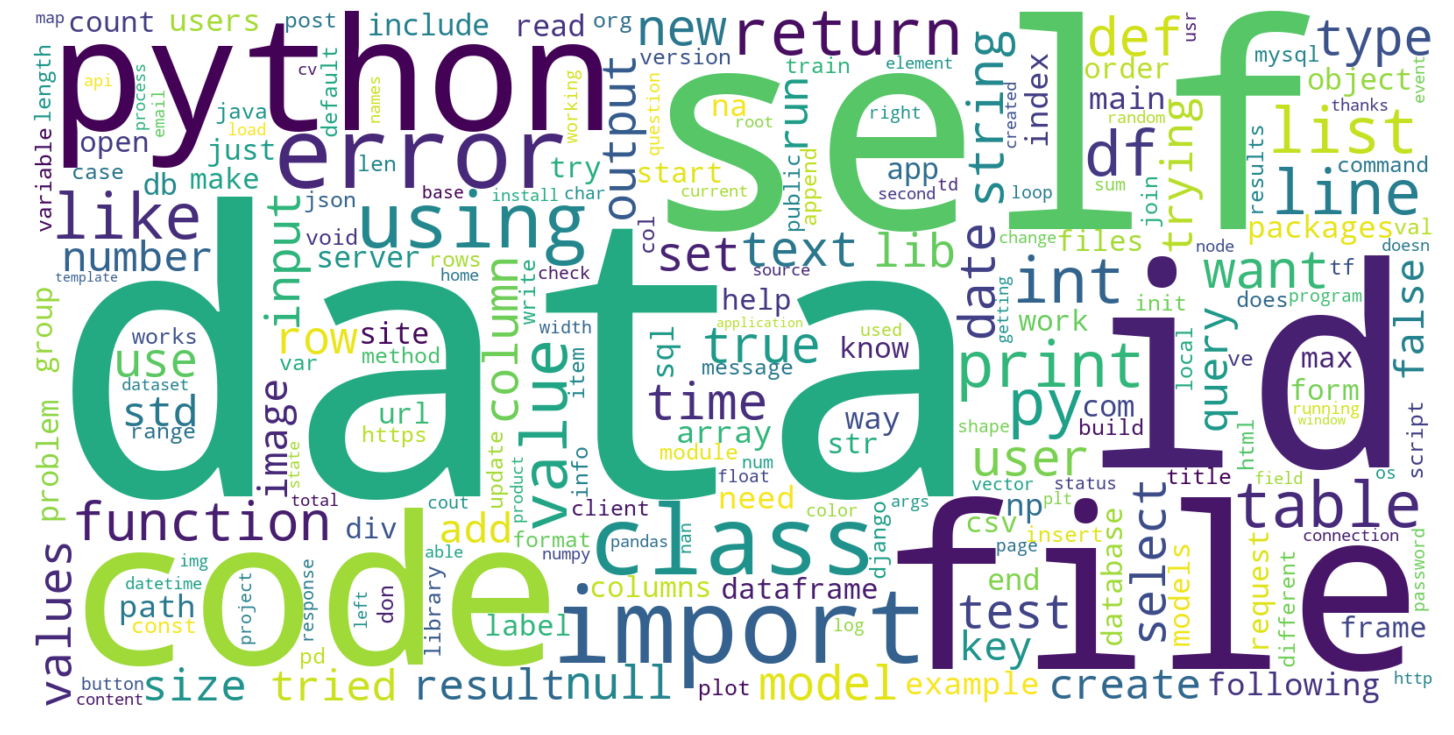 map
count
users
post
include
read
org
new
return
def
usr
type
python
self
length
api
process
email
cv
names
working
version
train
element
order
mysql
object
event
default
question
na
root
run
right
string
created
index
main
random
thanks
java
load
open
just
error
output
list
case
variable
db
make
len
try
start
current
public
append
app
second
td
loop
df
sum
join
trying
results
command
base
install
char
like
json
using
void
number
input
server
rows
home
template
col
set
text
lib
change
files
packages
val
source
date
node
doesn
column
write
check
help
int
want
tf
data
id
group
works
use
dataset
row
site
var
method
value
width
item
sql
application
true
message
used
know
getting
work
init
does
program
local
query
ve
false
max
form
running
window
print
std
range
image
url
https
time
array
way
str
py
com
build
problem
state
update
product
info
module
num
float
shape
user
html
script
os
total
cout
client
need
color
args
vector
plt
status
title
field
function
div
add
format
class
np
csv
select
table
connection
code
file
values
img
datetime
able
numpy
pandas
nan
django
page
insert
password
path
const
project
response
left
don
library
columns
dataframe
end
test
database
models
request
different
label
import
log
key
frame
pd
button
content
size
tried
result
null
plot
model
example
create
following
http